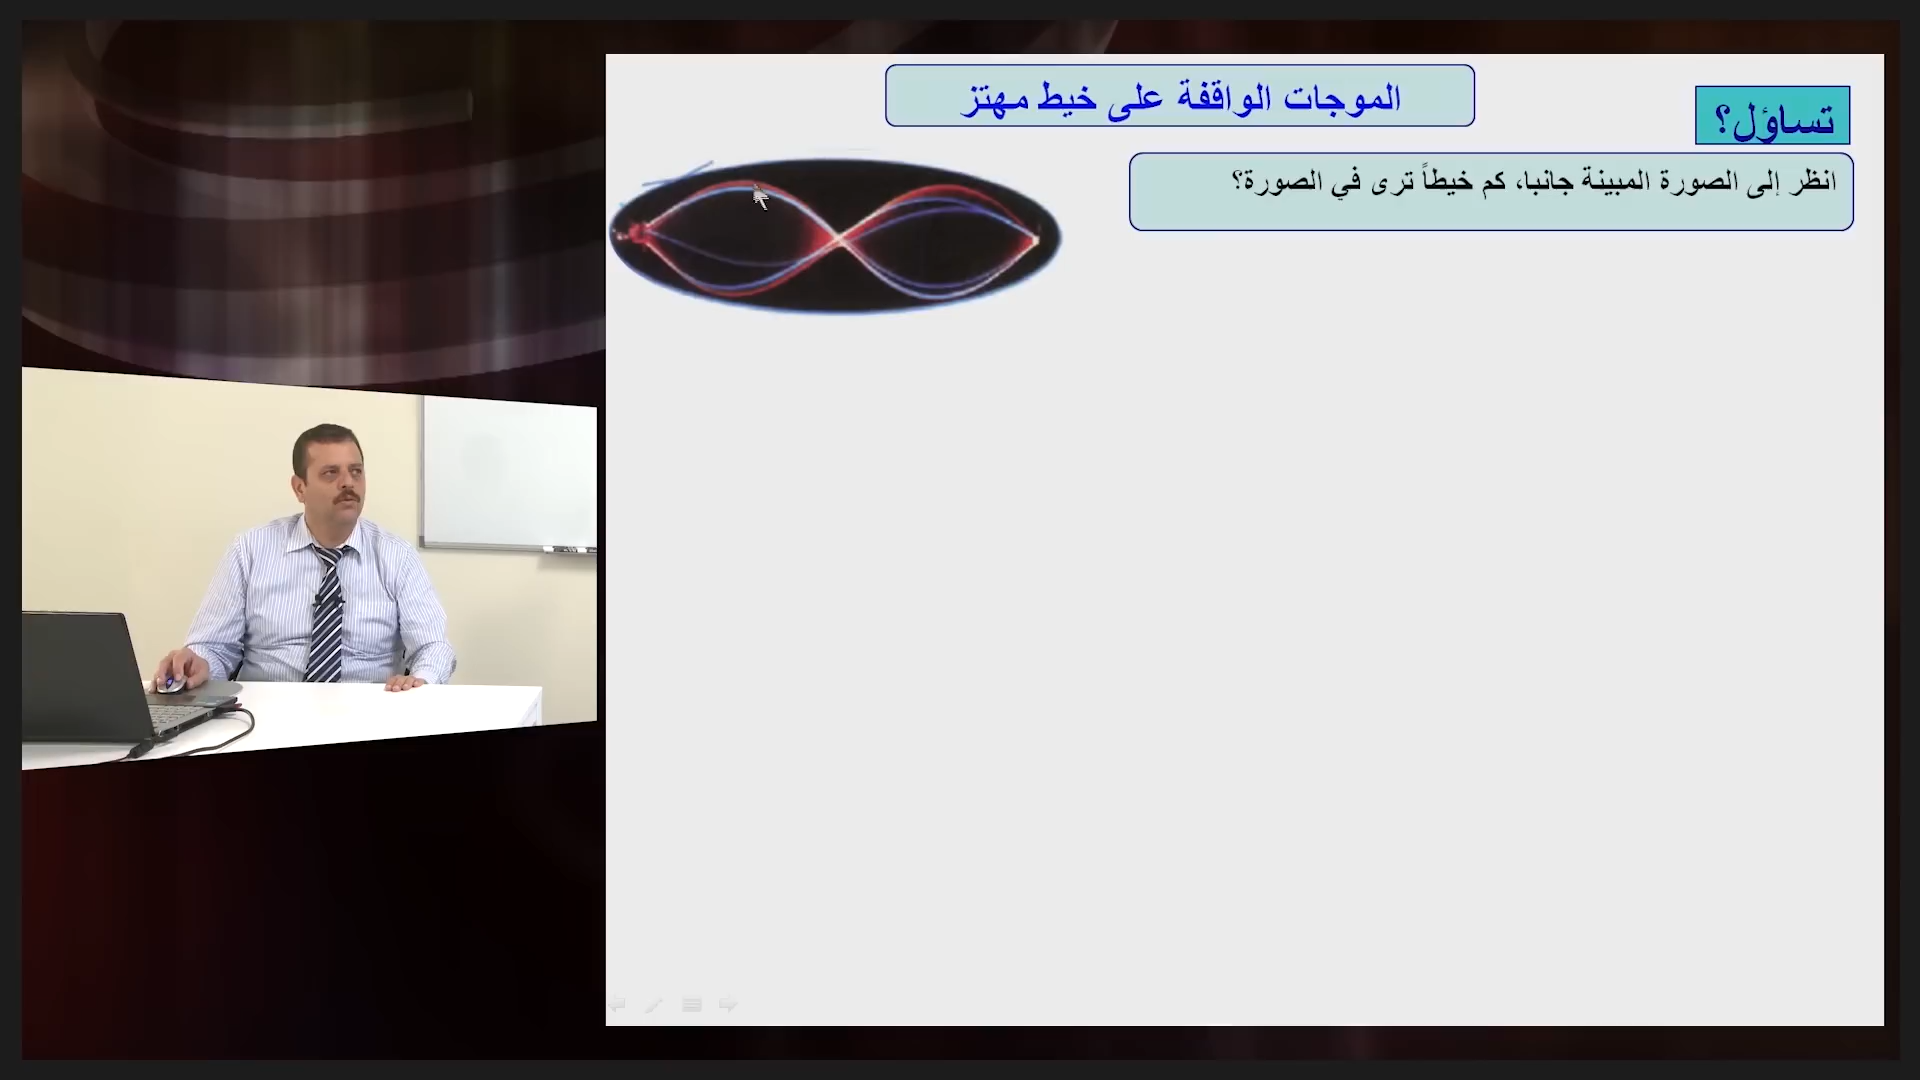 الموجات الواقفة على خيط مهتز
تساؤل؟
انظر إلى الصورة المبينة جانبا، كم خيطاً ترى في الصورة؟